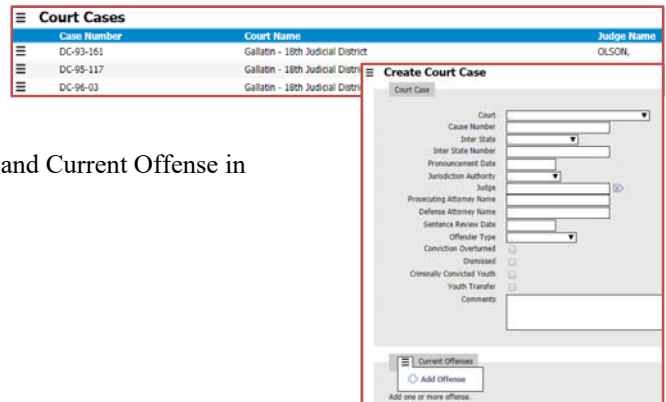 Court Cases
Case Number Court Name Judge Name
DC-93-161 Gallatin - 18th Judicial District OLSON,
DC-95-117 Gallatin - 18th Judicial Distri
DC-96-03 Gallatin - 18th Judicial Distri
and Current Offense in
Create Court Case
Court Case
Court
Cause Number
Inter State
Inter State Number
Pronouncement Date
Jurisdiction Authority
Judge
Prosecuting Attorney Name
Defense Attorney Name
Sentence Review Date
Offender Type
Conviction Overturned
Dismissed
Criminally Convicted Youth
Youth Transfer
Comments
Current Offenses
Add Offense
Add one or more offense.